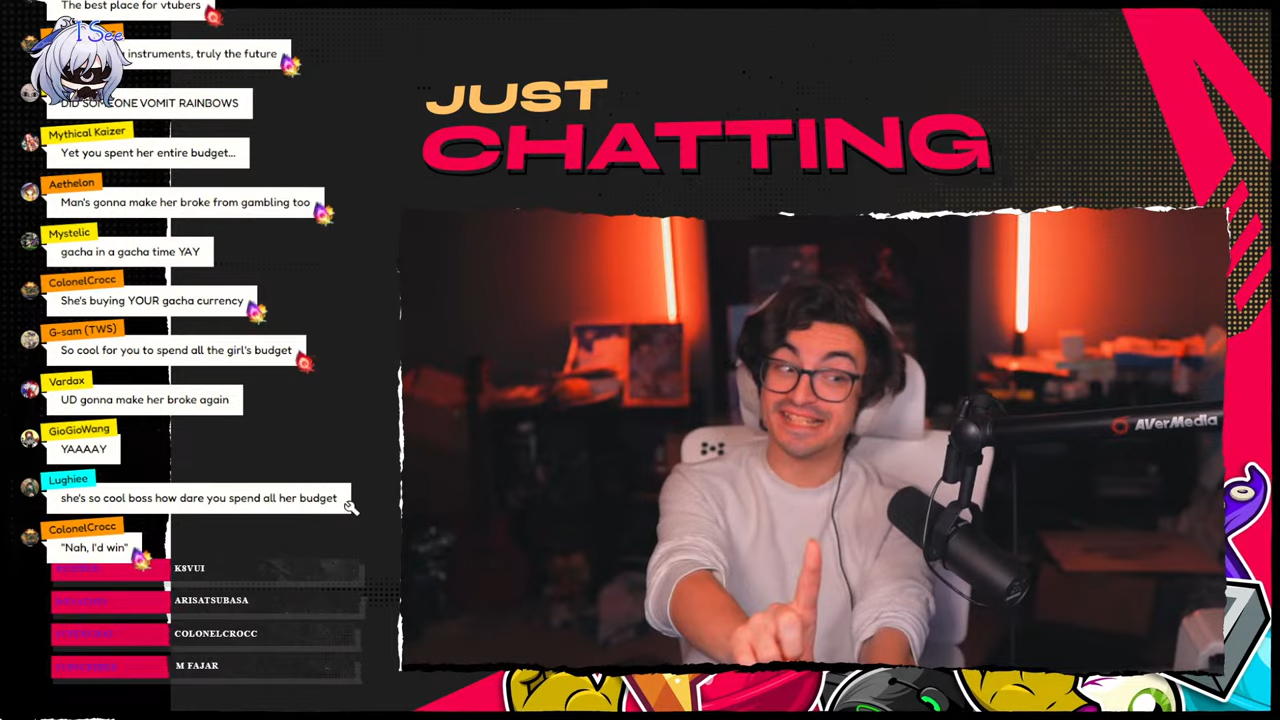 The best place for vtubers
I See
instruments, truly the future
DID SOMEONE VOMIT RAINBOWS
Mythical Kaizer
Yet you spent her entire budget...
Aethelon
Man's gonna make her broke from gambling too
Mystelic
gacha in a gacha time YAY
ColonelCrocc
She's buying YOUR gacha currency
G-sam (TWS)
So cool for you to spend all the girl's budget
Vardax
UD gonna make her broke again
GioGioWang
YAAAAY
Lughiee
she's so cool boss how dare you spend all her budget
ColonelCrocc
"Nah, I'd win"
K8VUI
ARISATSUBASA
COLONELCROCC
M FAJAR
JUST
CHATTING
AVerMedia